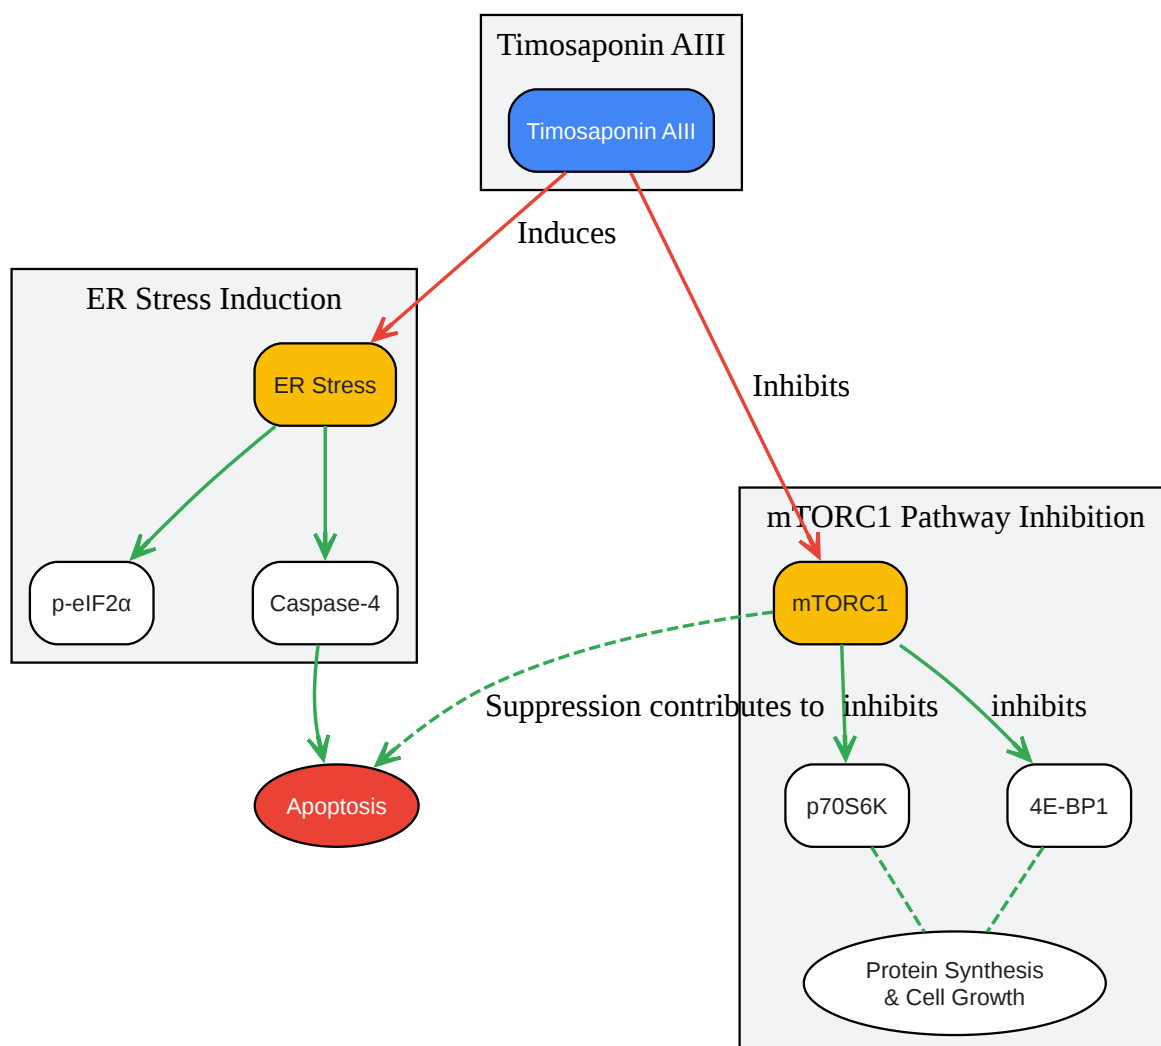 Timosaponin AIII
Timosaponin AIII
Induces
ER Stress Induction
ER Stress
Inhibits
mTORC1 Pathway Inhibition
p-eIF2α
Caspase-4
mTORC1
Suppression contributes to
inhibits
inhibits
Apoptosis
p70S6K
4E-BP1
Protein Synthesis
& Cell Growth